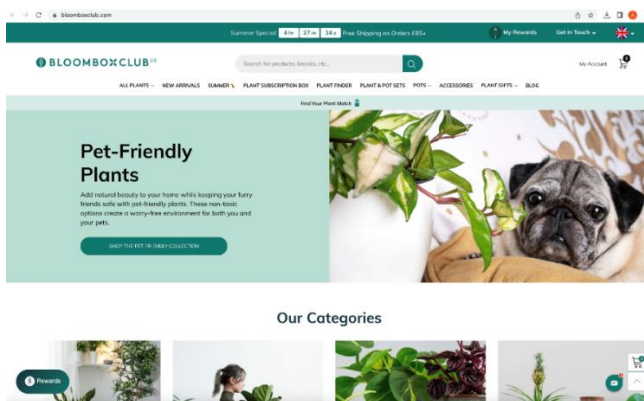 bloomboxclub.com
Summer Special 4 hr 27 m 34 s Free Shipping on Orders £85+
My Rewards
Get In Touch
BLOOMBOXCLUB UK
Search for products, brands, etc...
My Account
0
ALL PLANTS NEW ARRIVALS SUMMER PLANT SUBSCRIPTION BOX PLANT FINDER PLANT & POT SETS POTS ACCESSORIES PLANT GIFTS BLOG
Find Your Plant Match
Pet-Friendly
Plants
Add natural beauty to your home while keeping your furry
friends safe with pet-friendly plants. These non-toxic
options create a worry-free environment for both you and
your pets.
SHOP THE PET FRIENDLY COLLECTION
Our Categories
Rewards